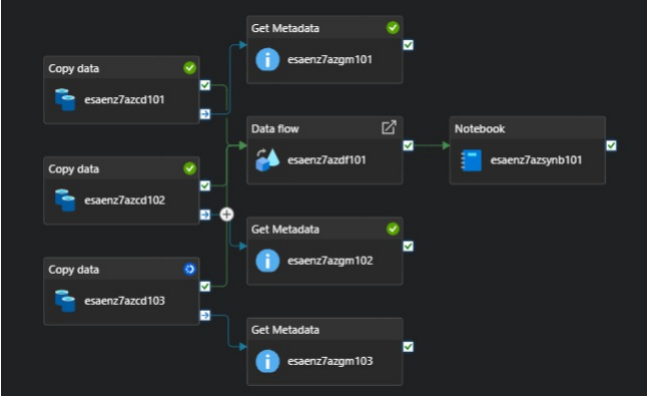 Get Metadata
esaenz7azgm101
Copy data
esaenz7azcd101
Data flow
esaenz7azdf101
Notebook
esaenz7azsynb101
Copy data
esaenz7azcd102
Get Metadata
esaenz7azgm102
Copy data
esaenz7azcd103
Get Metadata
esaenz7azgm103